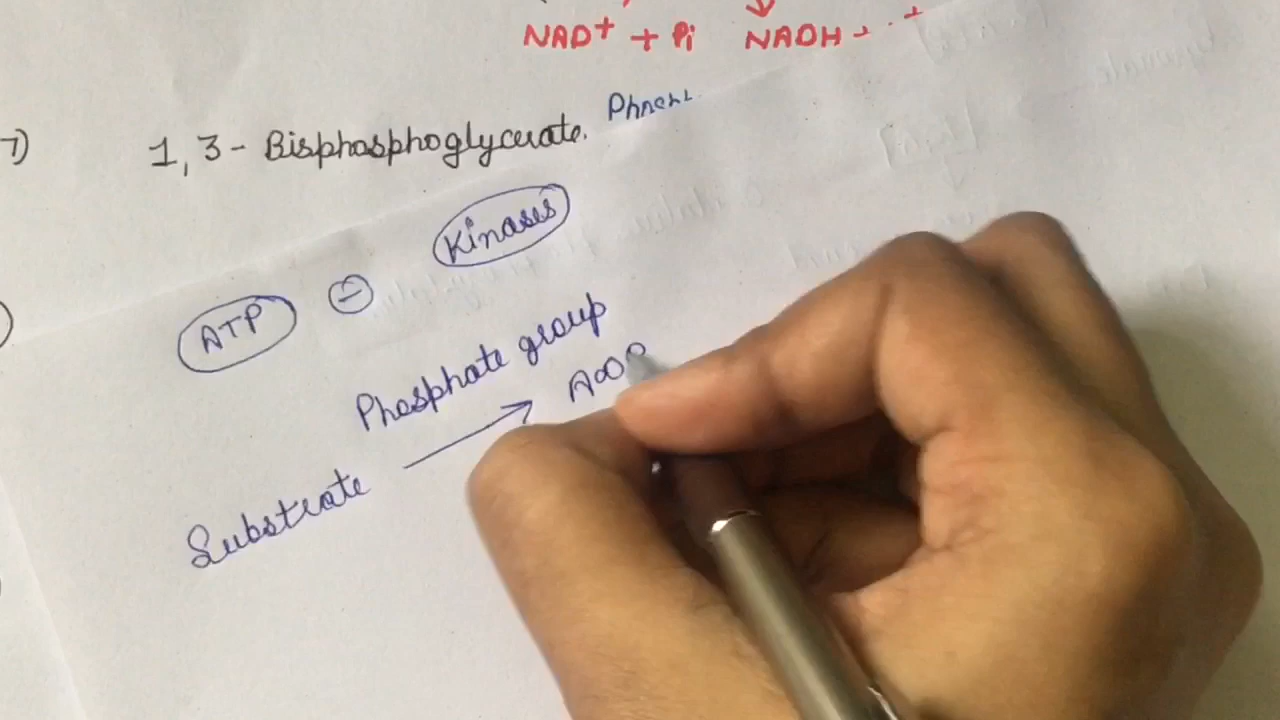 NAD+ + Pi NADH +
7) 1,3- Bisphosphoglycerate.
Kinases
ATP −
Phosphate group
ADP
Substrate